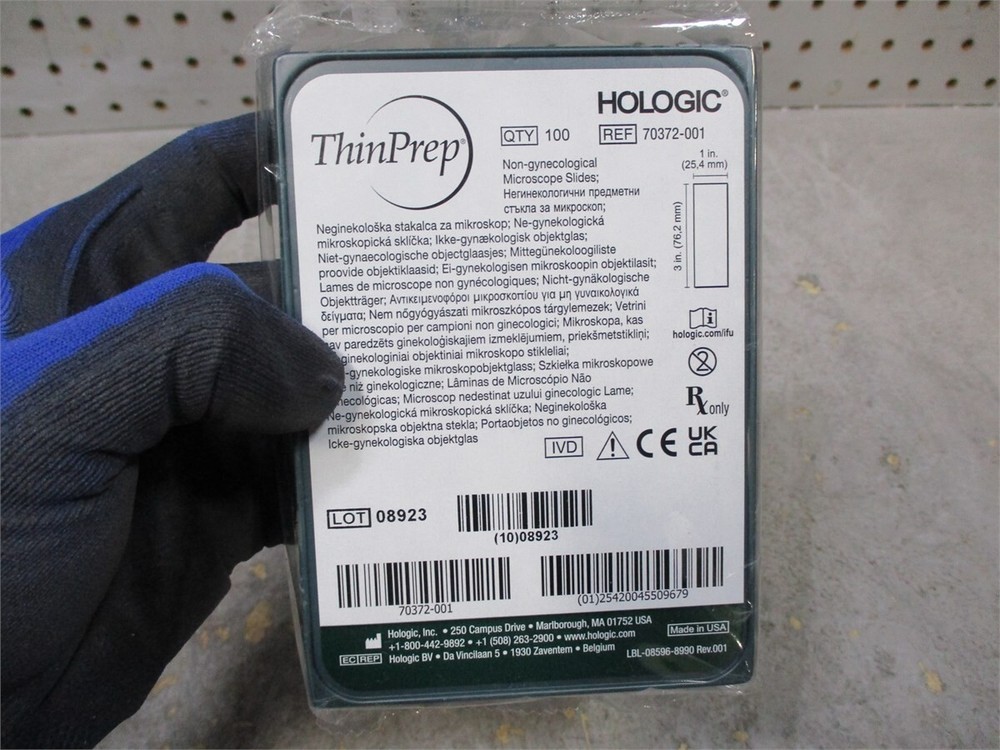 HOLOGIC®
ThinPrep®
QTY 100 REF 70372-001
Non-gynecological
Microscope Slides;
Негинекологични предметни
стъкла за микроскоп;
Neginekološka stakalca za mikroskop; Ne-gynekologická
mikroskopická sklíčka; Ikke-gynækologisk objektglas;
Niet-gynaecologische objectglaasjes; Mittegünekoloogiliste
proovide objektiklaasid; Ei-gynekologisen mikroskoopin objektilasit;
Lames de microscope non gynécologiques; Nicht-gynäkologische
Objektträger; Αντικειμενοφόροι μικροσκοπίου για μη γυναικολογικά
δείγματα; Nem nőgyógyászati mikroszkópos tárgylemezek; Vetrini
per microscopio per campioni non ginecologici; Mikroskopa, kas
nav paredzēts ginekoloģiskajiem izmeklējumiem, priekšmetstikliņi;
ginekologiniai objektiniai mikroskopo stikleliai;
-gynekologiske mikroskopobjektglass; Szkiełka mikroskopowe
niż ginekologiczne; Lâminas de Microscópio Não
necológicas; Microscop nedestinat uzului ginecologic Lame;
Ne-gynekologická mikroskopická sklíčka; Neginekološka
mikroskopska objektna stekla; Portaobjetos no ginecológicos;
Icke-gynekologiska objektglas
1 in.
(25,4 mm)
3 in. (76,2 mm)
hologic.com/ifu
2
Rx only
IVD CE UK
CA
LOT 08923
(10)08923
70372-001
(01)25420045509679
Hologic, Inc. • 250 Campus Drive • Marlborough, MA 01752 USA
+1-800-442-9892 • +1 (508) 263-2900 • www.hologic.com
EC REP Hologic BV • Da Vincilaan 5 • 1930 Zaventem • Belgium
Made in USA
LBL-08596-8990 Rev.001